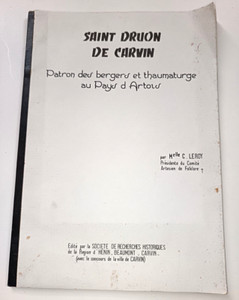 SAINT DRUON
DE CARVIN
Patron des bergers et thaumaturge
au Pays d'Artois
par Melle C. LEROY
Présidente du Comité
Artésien de Folklore
Edité par la SOCIETE DE RECHERCHES HISTORIQUES
de la Région d'HENIN, BEAUMONT, CARVIN.
(avec le concours de la ville de CARVIN)